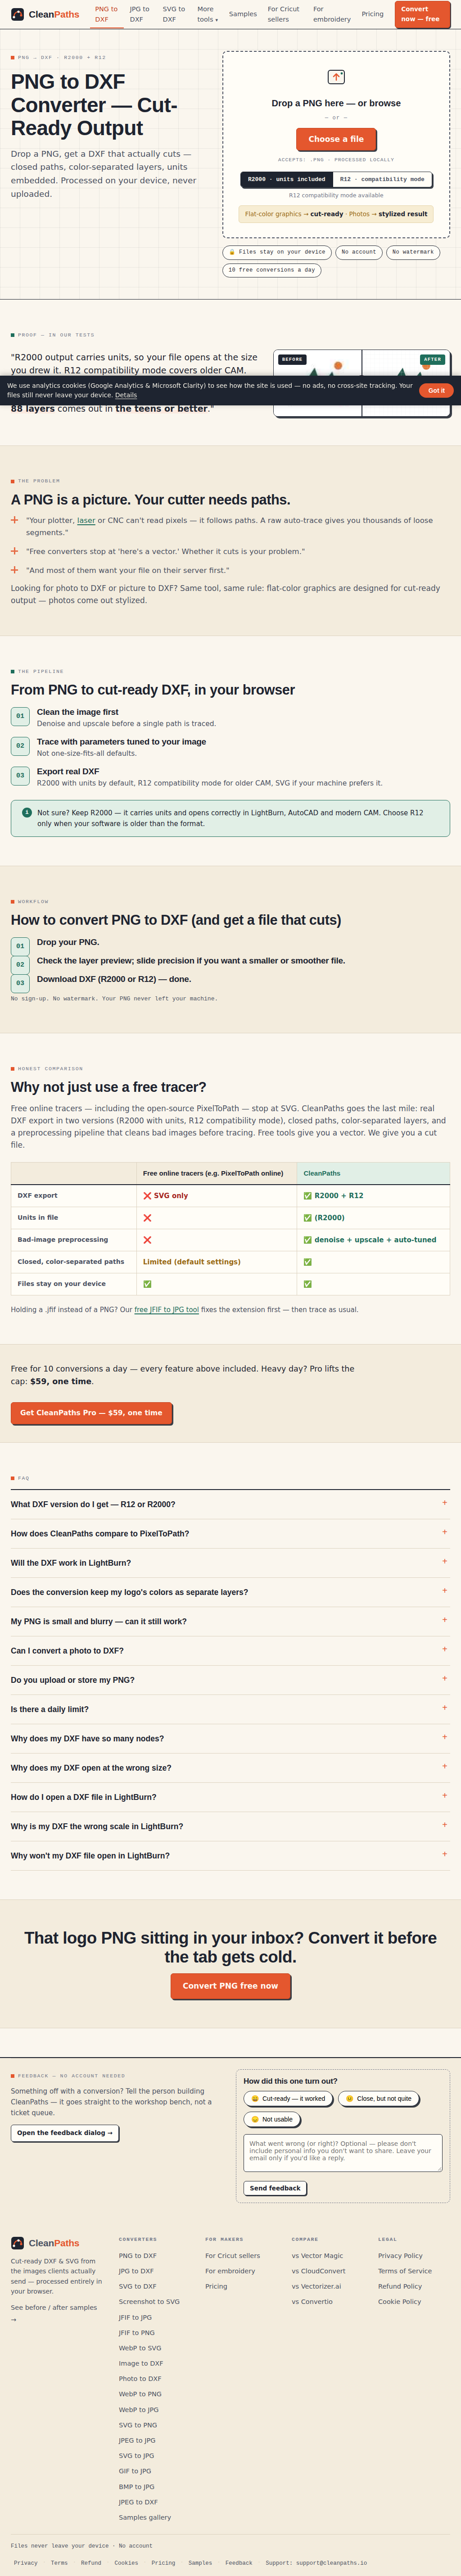 CleanPaths
PNG to DXF
JPG to DXF
SVG to DXF
More tools ▾
Samples
For Cricut sellers
For embroidery
Pricing
Convert now — free
PNG → DXF · R2000 + R12
PNG to DXF
Converter — Cut-
Ready Output
Drop a PNG, get a DXF that actually cuts —
closed paths, color-separated layers, units
embedded. Processed on your device, never
uploaded.
Drop a PNG here — or browse
— or —
Choose a file
ACCEPTS: .PNG · PROCESSED LOCALLY
R2000 · units included
R12 · compatibility mode
R12 compatibility mode available
Flat-color graphics → cut-ready · Photos → stylized result
🔒 Files stay on your device
No account
No watermark
10 free conversions a day
PROOF — IN OUR TESTS
"R2000 output carries units, so your file opens at the size
you drew it. R12 compatibility mode covers older CAM.
BEFORE
AFTER
We use analytics cookies (Google Analytics & Microsoft Clarity) to see how the site is used — no ads, no cross-site tracking. Your
files still never leave your device. Details
Got it
88 layers comes out in the teens or better."
THE PROBLEM
A PNG is a picture. Your cutter needs paths.
"Your plotter, laser or CNC can't read pixels — it follows paths. A raw auto-trace gives you thousands of loose
segments."
"Free converters stop at 'here's a vector.' Whether it cuts is your problem."
"And most of them want your file on their server first."
Looking for photo to DXF or picture to DXF? Same tool, same rule: flat-color graphics are designed for cut-ready
output — photos come out stylized.
THE PIPELINE
From PNG to cut-ready DXF, in your browser
01
Clean the image first
Denoise and upscale before a single path is traced.
02
Trace with parameters tuned to your image
Not one-size-fits-all defaults.
03
Export real DXF
R2000 with units by default, R12 compatibility mode for older CAM, SVG if your machine prefers it.
Not sure? Keep R2000 — it carries units and opens correctly in LightBurn, AutoCAD and modern CAM. Choose R12
only when your software is older than the format.
WORKFLOW
How to convert PNG to DXF (and get a file that cuts)
01
Drop your PNG.
02
Check the layer preview; slide precision if you want a smaller or smoother file.
03
Download DXF (R2000 or R12) — done.
No sign-up. No watermark. Your PNG never left your machine.
HONEST COMPARISON
Why not just use a free tracer?
Free online tracers — including the open-source PixelToPath — stop at SVG. CleanPaths goes the last mile: real
DXF export in two versions (R2000 with units, R12 compatibility mode), closed paths, color-separated layers, and
a preprocessing pipeline that cleans bad images before tracing. Free tools give you a vector. We give you a cut
file.
Free online tracers (e.g. PixelToPath online)
CleanPaths
DXF export
❌ SVG only
✅ R2000 + R12
Units in file
❌
✅ (R2000)
Bad-image preprocessing
❌
✅ denoise + upscale + auto-tuned
Closed, color-separated paths
Limited (default settings)
✅
Files stay on your device
✅
✅
Holding a .jfif instead of a PNG? Our free JFIF to JPG tool fixes the extension first — then trace as usual.
Free for 10 conversions a day — every feature above included. Heavy day? Pro lifts the
cap: $59, one time.
Get CleanPaths Pro — $59, one time
FAQ
What DXF version do I get — R12 or R2000?
How does CleanPaths compare to PixelToPath?
Will the DXF work in LightBurn?
Does the conversion keep my logo's colors as separate layers?
My PNG is small and blurry — can it still work?
Can I convert a photo to DXF?
Do you upload or store my PNG?
Is there a daily limit?
Why does my DXF have so many nodes?
Why does my DXF open at the wrong size?
How do I open a DXF file in LightBurn?
Why is my DXF the wrong scale in LightBurn?
Why won't my DXF file open in LightBurn?
That logo PNG sitting in your inbox? Convert it before
the tab gets cold.
Convert PNG free now
FEEDBACK — NO ACCOUNT NEEDED
Something off with a conversion? Tell the person building
CleanPaths — it goes straight to the workshop bench, not a
ticket queue.
Open the feedback dialog →
How did this one turn out?
Cut-ready — it worked
Close, but not quite
Not usable
What went wrong (or right)? Optional — please don't
include personal info you don't want to share. Leave your
email only if you'd like a reply.
Send feedback
CleanPaths
Cut-ready DXF & SVG from
the images clients actually
send — processed entirely in
your browser.
See before / after samples
→
CONVERTERS
PNG to DXF
JPG to DXF
SVG to DXF
Screenshot to SVG
JFIF to JPG
JFIF to PNG
WebP to SVG
Image to DXF
Photo to DXF
WebP to PNG
WebP to JPG
SVG to PNG
JPEG to JPG
SVG to JPG
GIF to JPG
BMP to JPG
JPEG to DXF
Samples gallery
FOR MAKERS
For Cricut sellers
For embroidery
Pricing
COMPARE
vs Vector Magic
vs CloudConvert
vs Vectorizer.ai
vs Convertio
LEGAL
Privacy Policy
Terms of Service
Refund Policy
Cookie Policy
Files never leave your device · No account
Privacy
Terms
Refund
Cookies
Pricing
Samples
Feedback
Support: support@cleanpaths.io